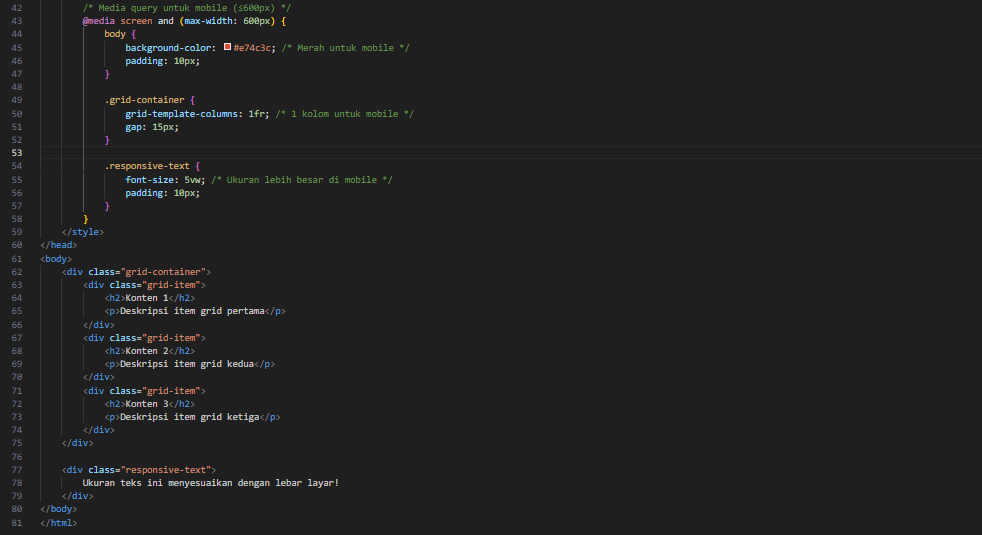 42 /* Media query untuk mobile (≤600px) */
43 @media screen and (max-width: 600px) {
44 body {
45 background-color: #e74c3c; /* Merah untuk mobile */
46 padding: 10px;
47 }
48
49 .grid-container {
50 grid-template-columns: 1fr; /* 1 kolom untuk mobile */
51 gap: 15px;
52 }
53
54 .responsive-text {
55 font-size: 5vw; /* Ukuran lebih besar di mobile */
56 padding: 10px;
57 }
58 }
59 </style>
60 </head>
61 <body>
62 <div class="grid-container">
63 <div class="grid-item">
64 <h2>Konten 1</h2>
65 <p>Deskripsi item grid pertama</p>
66 </div>
67 <div class="grid-item">
68 <h2>Konten 2</h2>
69 <p>Deskripsi item grid kedua</p>
70 </div>
71 <div class="grid-item">
72 <h2>Konten 3</h2>
73 <p>Deskripsi item grid ketiga</p>
74 </div>
75 </div>
76
77 <div class="responsive-text">
78 Ukuran teks ini menyesuaikan dengan lebar layar!
79 </div>
80 </body>
81 </html>